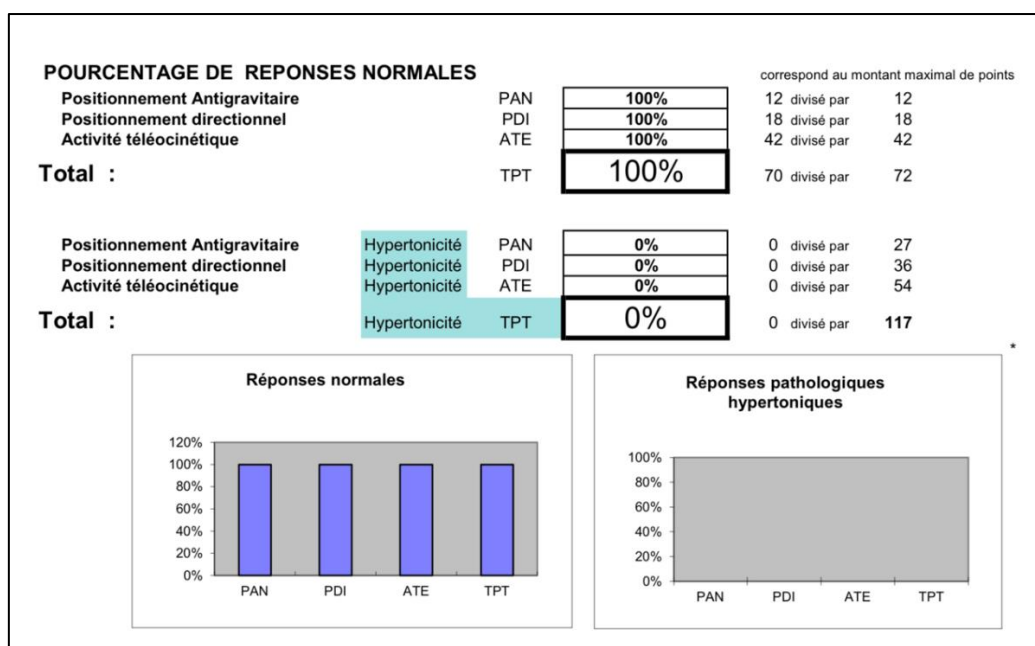 POURCENTAGE DE REPONSES NORMALES
correspond au montant maximal de points
Positionnement Antigravitaire PAN 100% 12 divisé par 12
Positionnement directionnel PDI 100% 18 divisé par 18
Activité téléocinétique ATE 100% 42 divisé par 42
Total : TPT 100% 70 divisé par 72
Positionnement Antigravitaire Hypertonicité PAN 0% 0 divisé par 27
Positionnement directionnel Hypertonicité PDI 0% 0 divisé par 36
Activité téléocinétique Hypertonicité ATE 0% 0 divisé par 54
Total : Hypertonicité TPT 0% 0 divisé par 117
*
Réponses normales
120%
100%
80%
60%
40%
20%
0%
PAN PDI ATE TPT
Réponses pathologiques
hypertoniques
100%
80%
60%
40%
20%
0%
PAN PDI ATE TPT